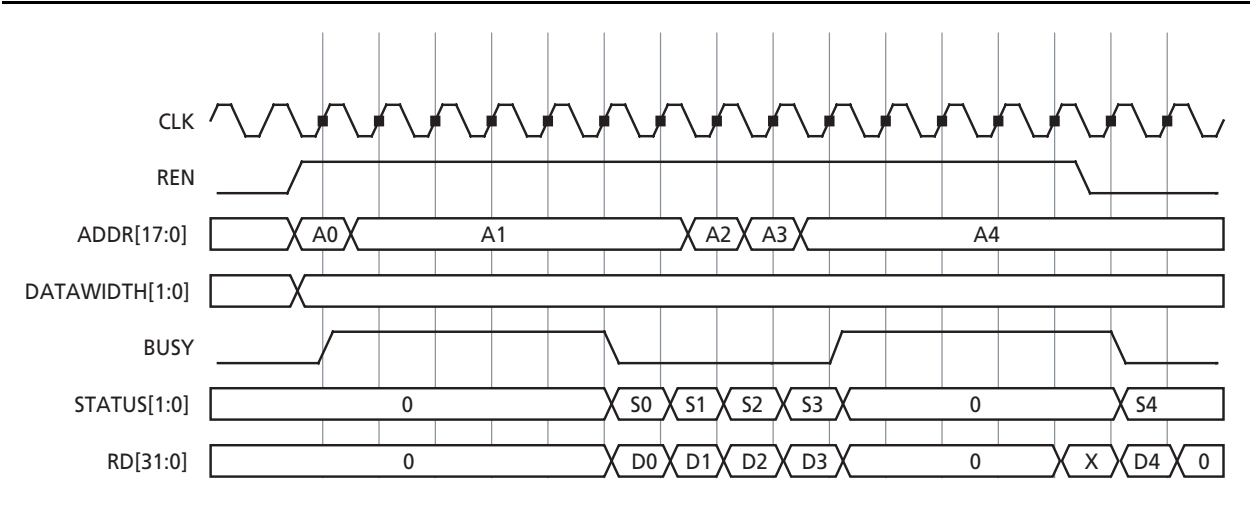 CLK
REN
ADDR[17:0] A0 A1 A2 A3 A4
DATAWIDTH[1:0]
BUSY
STATUS[1:0] 0 S0 S1 S2 S3 0 S4
RD[31:0] 0 D0 D1 D2 D3 0 X D4 0